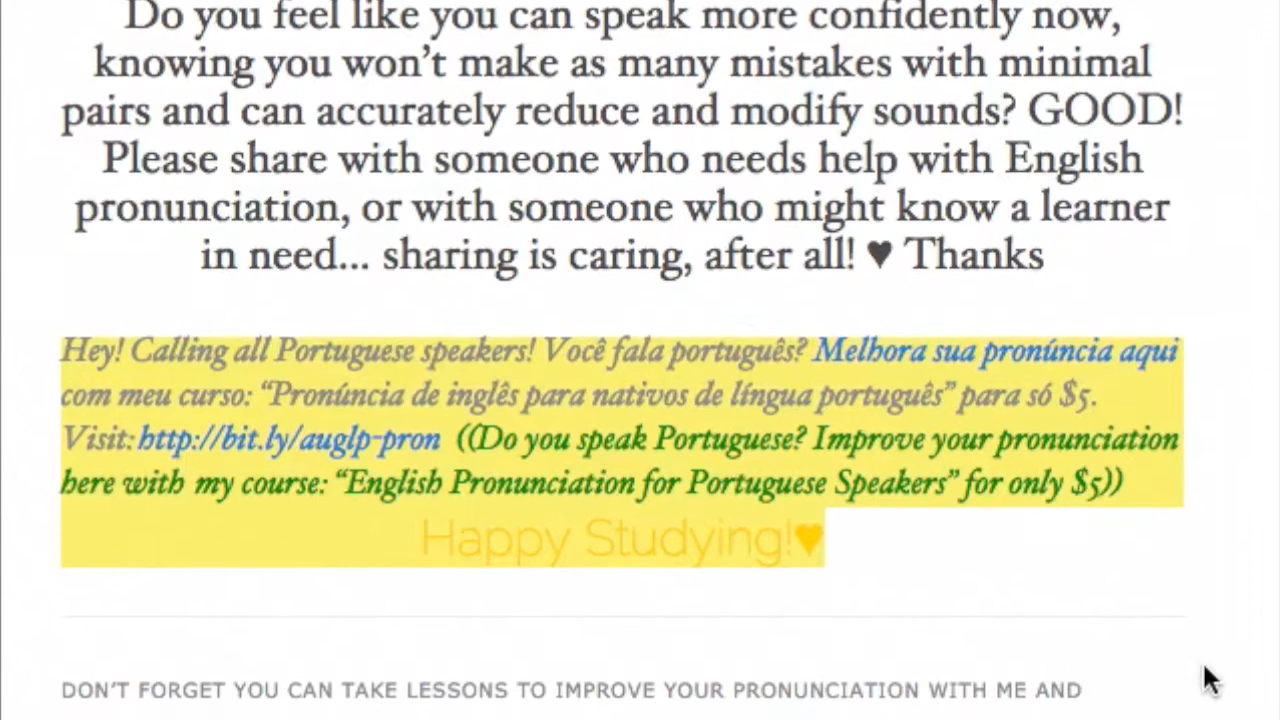 Do you feel like you can speak more confidently now,
knowing you won’t make as many mistakes with minimal
pairs and can accurately reduce and modify sounds? GOOD!
Please share with someone who needs help with English
pronunciation, or with someone who might know a learner
in need... sharing is caring, after all! ♥ Thanks
Hey! Calling all Portuguese speakers! Você fala português? Melhora sua pronúncia aqui
com meu curso: “Pronúncia de inglês para nativos de língua português” para só $5.
Visit: http://bit.ly/auglp-pron ((Do you speak Portuguese? Improve your pronunciation
here with my course: “English Pronunciation for Portuguese Speakers” for only $5))
Happy Studying!♥
DON’T FORGET YOU CAN TAKE LESSONS TO IMPROVE YOUR PRONUNCIATION WITH ME AND